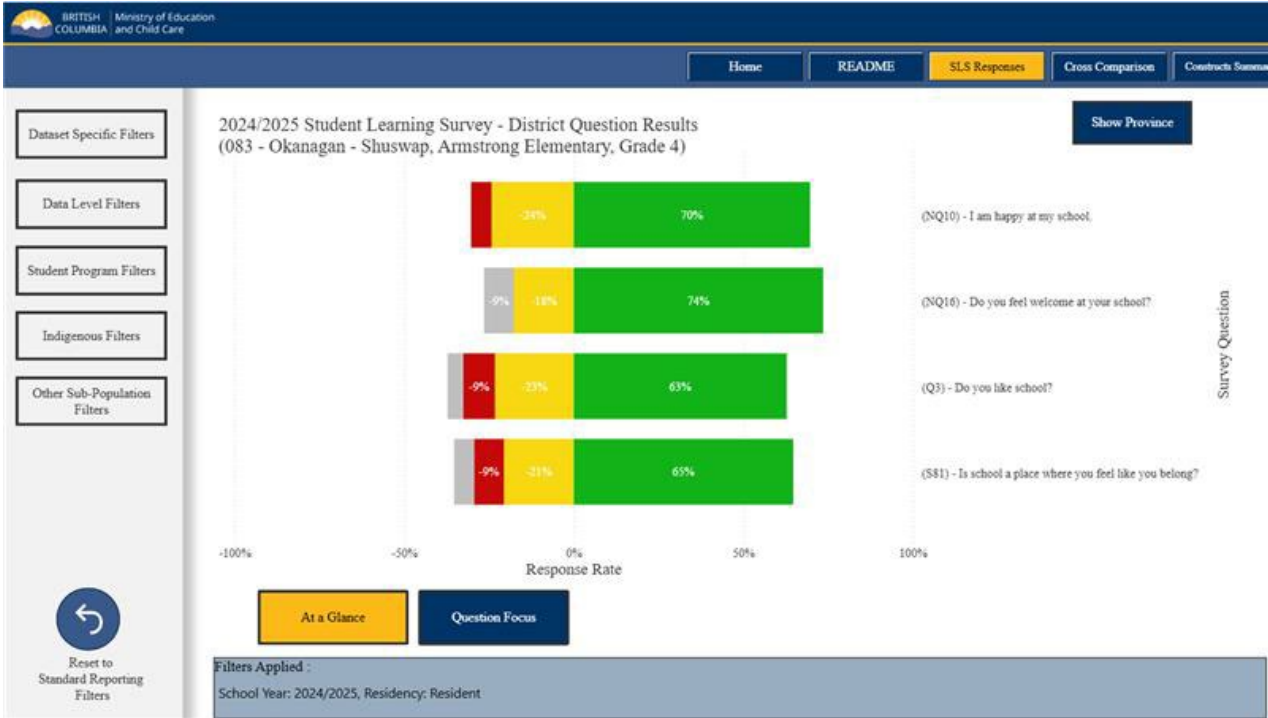 BRITISH COLUMBIA
Ministry of Education and Child Care
Home
README
SLS Responses
Cross Comparison
Constructs Summa
Dataset Specific Filters
Data Level Filters
Student Program Filters
Indigenous Filters
Other Sub-Population
Filters
Reset to
Standard Reporting
Filters
2024/2025 Student Learning Survey - District Question Results
(083 - Okanagan - Shuswap, Armstrong Elementary, Grade 4)
Show Province
-24%
70%
(NQ10) - I am happy at my school.
-9%
-18%
74%
(NQ16) - Do you feel welcome at your school?
-9%
-23%
63%
(Q3) - Do you like school?
-9%
-21%
65%
(S81) - Is school a place where you feel like you belong?
Survey Question
-100%
-50%
0%
50%
100%
Response Rate
At a Glance
Question Focus
Filters Applied :
School Year: 2024/2025, Residency: Resident